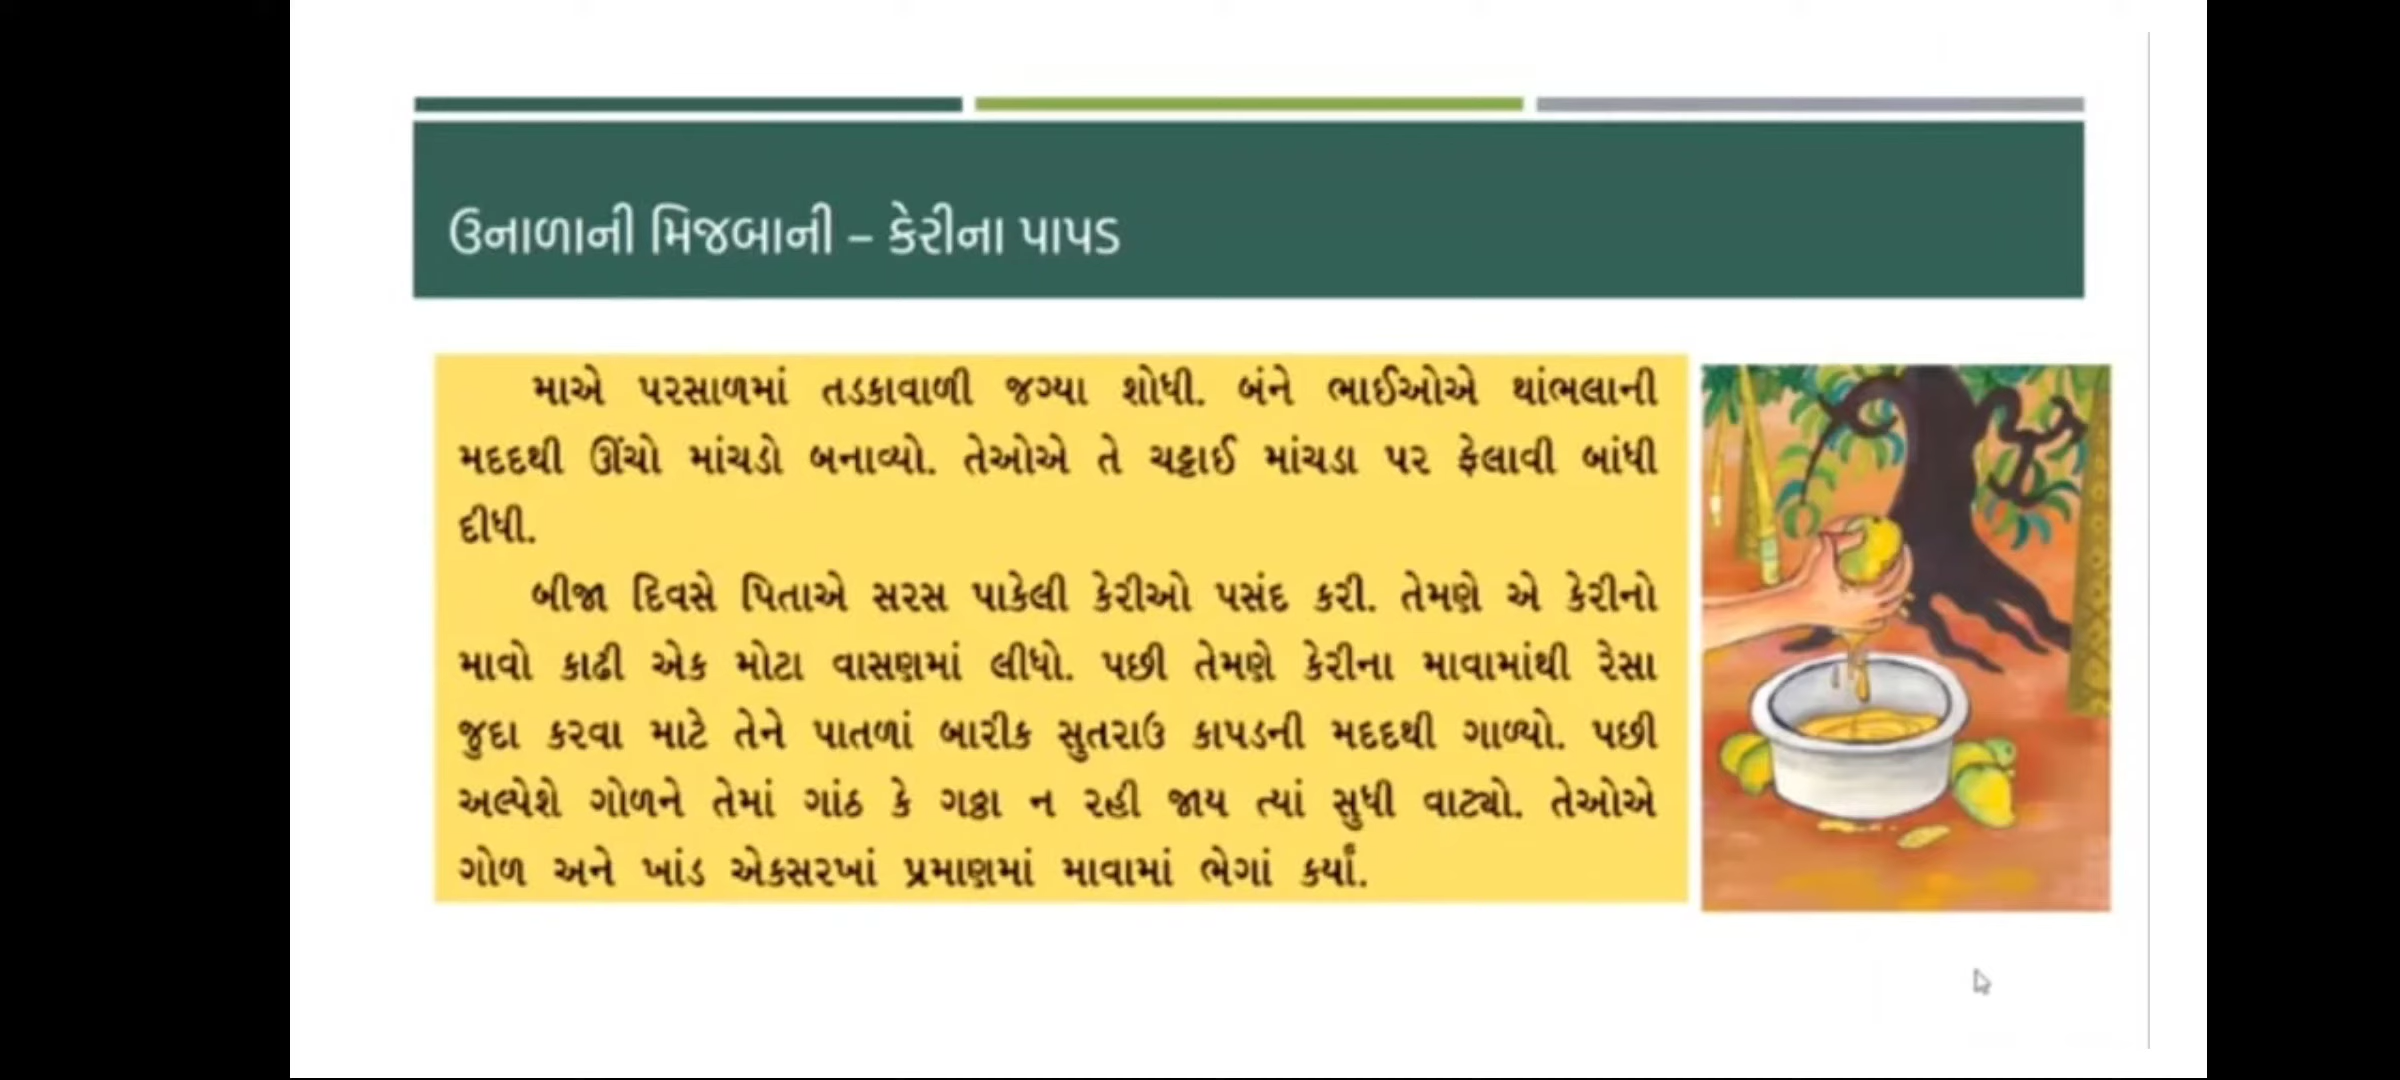 ઉનાળાની મિજબાની – કેરીના પાપડ
માએ પરસાળમાં તડકાવાળી જગ્યા શોધી. બંને ભાઈઓએ થાંભલાની
મદદથી ઊંચો માંચડો બનાવ્યો. તેઓએ તે ચટ્ટાઈ માંચડા પર ફેલાવી બાંધી
દીધી.
બીજા દિવસે પિતાએ સરસ પાકેલી કેરીઓ પસંદ કરી. તેમણે એ કેરીનો
માવો કાઢી એક મોટા વાસણમાં લીધો. પછી તેમણે કેરીના માવામાંથી રેસા
જુદા કરવા માટે તેને પાતળાં બારીક સુતરાઉ કાપડની મદદથી ગાળ્યો. પછી
અલ્પેશે ગોળને તેમાં ગાંઠ કે ગઠ્ઠા ન રહી જાય ત્યાં સુધી વાટ્યો. તેઓએ
ગોળ અને ખાંડ એકસરખાં પ્રમાણમાં માવામાં ભેગાં કર્યાં.